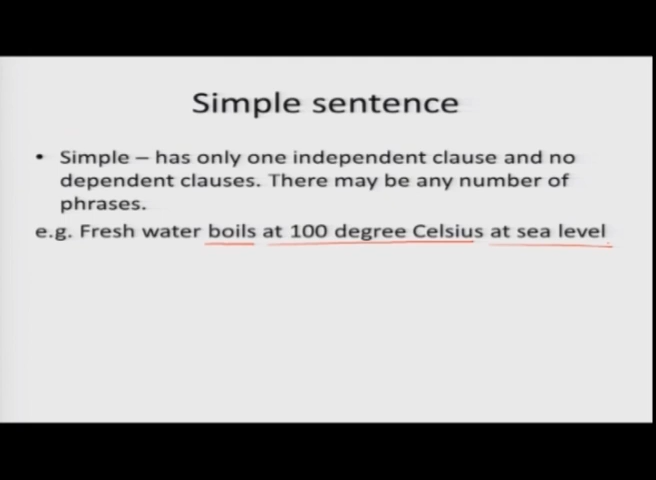 Simple sentence
• Simple – has only one independent clause and no
dependent clauses. There may be any number of
phrases.
e.g. Fresh water boils at 100 degree Celsius at sea level